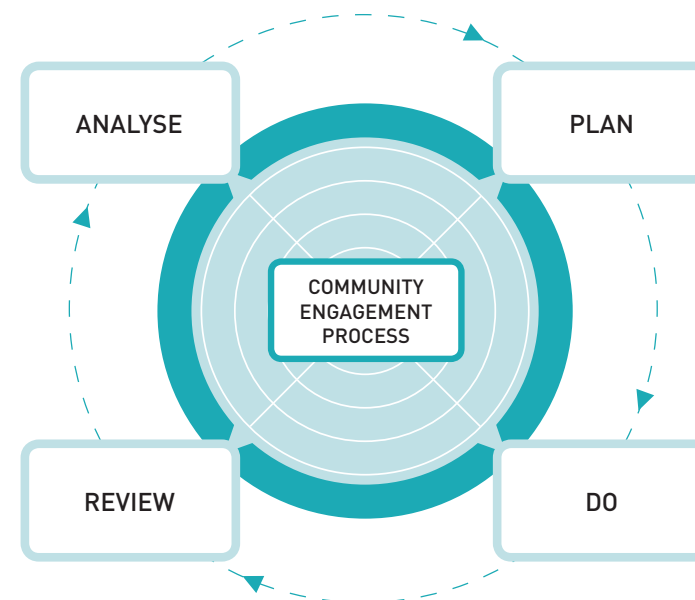 ANALYSE
PLAN
COMMUNITY
ENGAGEMENT
PROCESS
REVIEW
DO